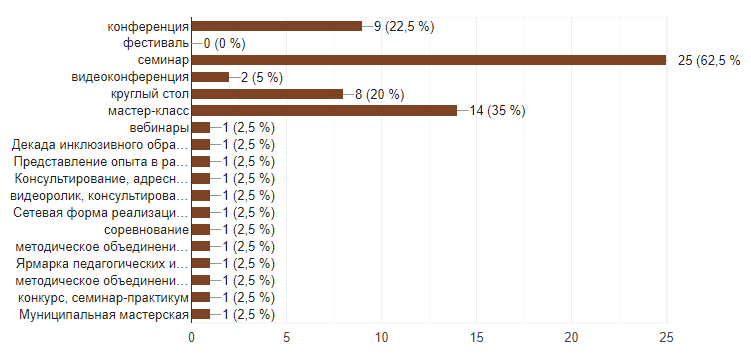 конференция 9 (22,5 %)
фестиваль 0 (0 %)
семинар 25 (62,5 %
видеоконференция 2 (5 %)
круглый стол 8 (20 %)
мастер-класс 14 (35 %)
вебинары 1 (2,5 %)
Декада инклюзивного обра… 1 (2,5 %)
Представление опыта в ра… 1 (2,5 %)
Консультирование, адресн… 1 (2,5 %)
видеоролик, консультирова… 1 (2,5 %)
Сетевая форма реализаци… 1 (2,5 %)
соревнование 1 (2,5 %)
методическое объединени… 1 (2,5 %)
Ярмарка педагогических и… 1 (2,5 %)
методическое объединени… 1 (2,5 %)
конкурс, семинар-практикум 1 (2,5 %)
Муниципальная мастерская 1 (2,5 %)
0 5 10 15 20 25